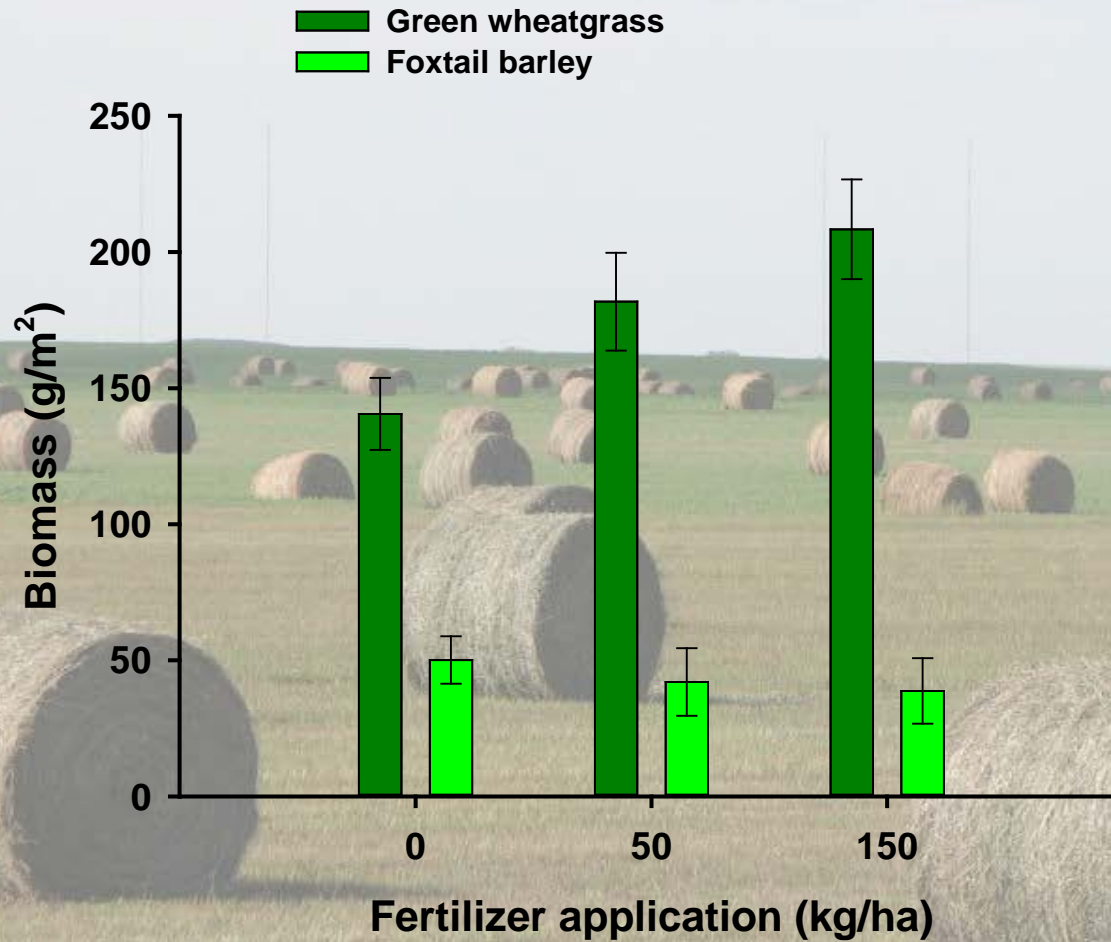 Green wheatgrass
Foxtail barley
250
200
150
100
50
0
Biomass (g/m²)
0 50 150
Fertilizer application (kg/ha)